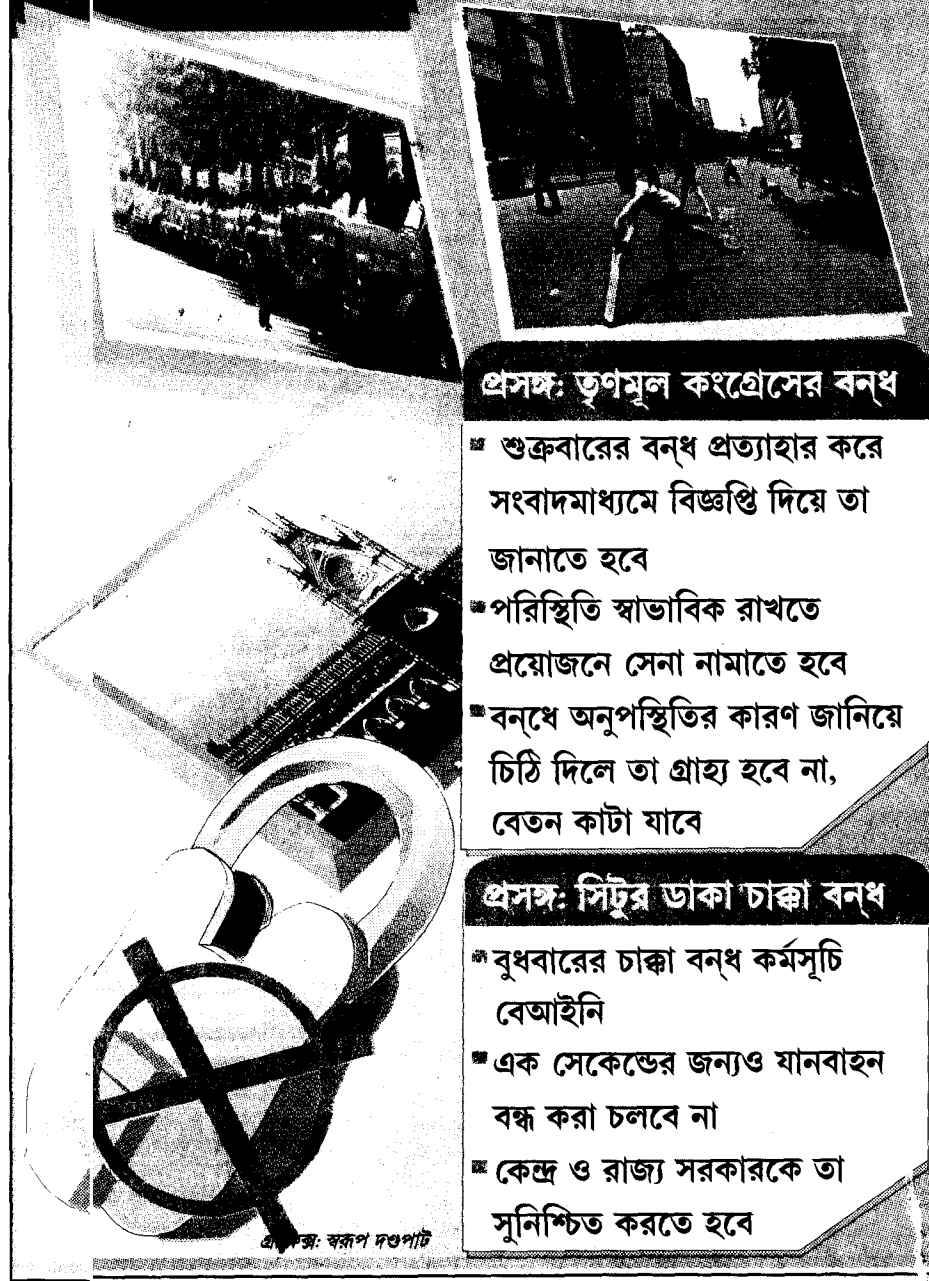 প্রসঙ্গ: তৃণমূল কংগ্রেসের বন্‌ধ
শুক্রবারের বন্‌ধ প্রত্যাহার করে
সংবাদমাধ্যমে বিজ্ঞপ্তি দিয়ে তা
জানাতে হবে
পরিস্থিতি স্বাভাবিক রাখতে
প্রয়োজনে সেনা নামাতে হবে
বন্‌ধে অনুপস্থিতির কারণ জানিয়ে
চিঠি দিলে তা গ্রাহ্য হবে না,
বেতন কাটা যাবে
প্রসঙ্গ: সিটুর ডাকা চাক্কা বন্‌ধ
বুধবারের চাক্কা বন্‌ধ কর্মসূচি
বেআইনি
এক সেকেন্ডের জন্যও যানবাহন
বন্ধ করা চলবে না
কেন্দ্র ও রাজ্য সরকারকে তা
সুনিশ্চিত করতে হবে
স্বরূপ দণ্ডপাট